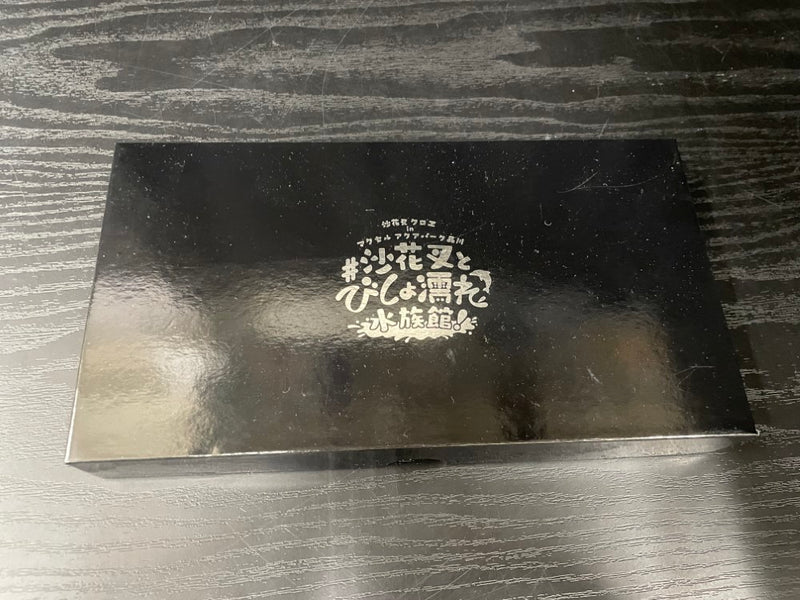 沙花叉クロヱ
in
マクセル アクアパーク品川
#沙花叉と
びしょ濡れ
水族館!!